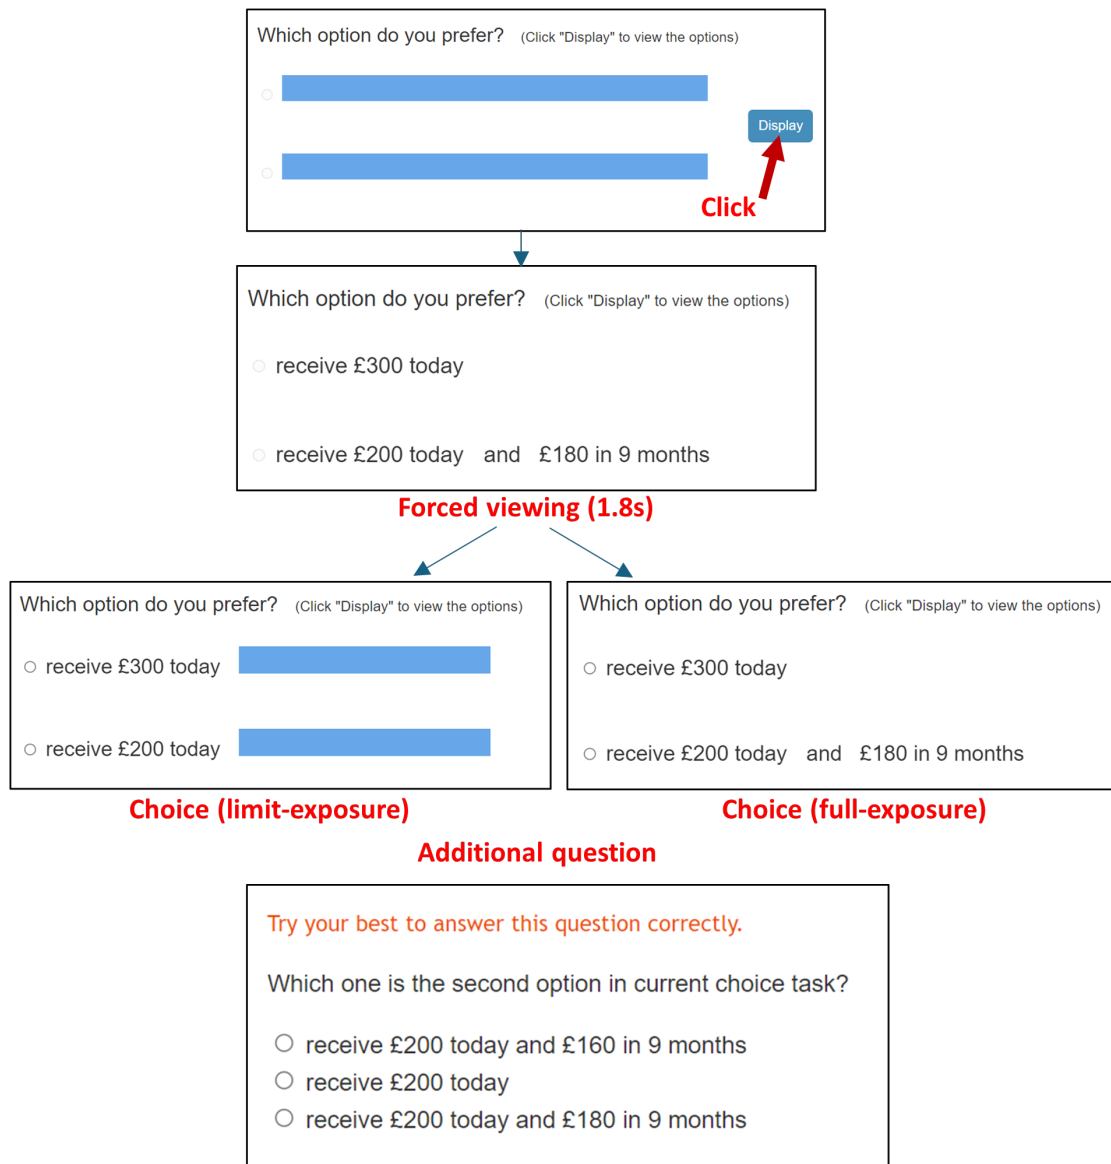 Which option do you prefer? (Click "Display" to view the options)
Display
Click
Which option do you prefer? (Click "Display" to view the options)
receive £300 today
receive £200 today and £180 in 9 months
Forced viewing (1.8s)
Which option do you prefer? (Click "Display" to view the options)
receive £300 today
receive £200 today
Choice (limit-exposure)
Which option do you prefer? (Click "Display" to view the options)
receive £300 today
receive £200 today and £180 in 9 months
Choice (full-exposure)
Additional question
Try your best to answer this question correctly.
Which one is the second option in current choice task?
receive £200 today and £160 in 9 months
receive £200 today
receive £200 today and £180 in 9 months